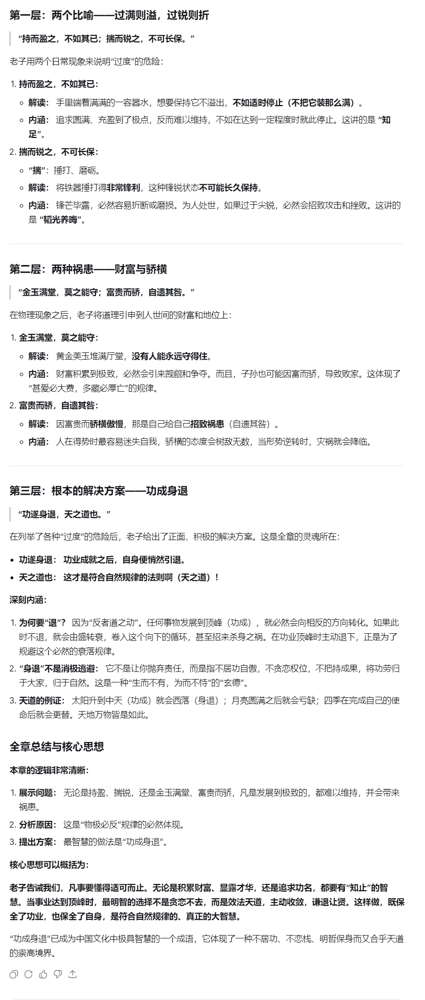 第一层：两个比喻——过满则溢，过锐则折
“持而盈之，不如其已；揣而锐之，不可长保。”
老子用两个日常现象来说明“过度”的危险：
1. 持而盈之，不如其已：
解读： 手里端着满满的一容器水，想要保持它不溢出，不如适时停止（不把它装那么满）。
内涵： 追求圆满、充盈到了极点，反而难以维持，不如在达到一定程度时就此停止。这讲的是 “知
足”。
2. 揣而锐之，不可长保：
“揣”：捶打、磨砺。
解读： 将铁器捶打得非常锋利，这种锋锐状态不可能长久保持。
内涵： 锋芒毕露，必然容易折断或磨损。为人处世，如果过于尖锐，必然会招致攻击和挫败。这讲的
是 “韬光养晦”。
第二层：两种祸患——财富与骄横
“金玉满堂，莫之能守；富贵而骄，自遗其咎。”
在物理现象之后，老子将道理引申到人世间的财富和地位上：
1. 金玉满堂，莫之能守：
解读： 黄金美玉堆满厅堂，没有人能永远守得住。
内涵： 财富积累到极致，必然会引来觊觎和争夺。而且，子孙也可能因富而骄，导致败家。这体现了
“甚爱必大费，多藏必厚亡”的规律。
2. 富贵而骄，自遗其咎：
解读： 因富贵而骄横傲慢，那是自己给自己招致祸患（自遗其咎）。
内涵： 人在得势时最容易迷失自我，骄横的态度会树敌无数，当形势逆转时，灾祸就会降临。
第三层：根本的解决方案——功成身退
“功遂身退，天之道也。”
在列举了各种“过度”的危险后，老子给出了正面、积极的解决方案。这是全章的灵魂所在：
功遂身退： 功业成就之后，自身便悄然引退。
天之道也： 这才是符合自然规律的法则啊（天之道）！
深刻内涵：
1. 为何要“退”？ 因为“反者道之动”。任何事物发展到顶峰（功成），就必然会向相反的方向转化。如果此
时不退，就会由盛转衰，卷入这个向下的循环，甚至招来杀身之祸。在功业顶峰时主动退下，正是为了
规避这个必然的衰落规律。
2. “身退”不是消极逃避： 它不是让你抛弃责任，而是指不居功自傲，不贪恋权位，不把持成果，将功劳归
于大家，归于自然。这是一种“生而不有，为而不恃”的“玄德”。
3. 天道的例证： 太阳升到中天（功成）就会西落（身退）；月亮圆满之后就会亏缺；四季在完成自己的使
命后就会更替。天地万物皆是如此。
全章总结与核心思想
本章的逻辑非常清晰：
1. 展示问题： 无论是持盈、揣锐，还是金玉满堂、富贵而骄，凡是发展到极致的，都难以维持，并会带来
祸患。
2. 分析原因： 这是“物极必反”规律的必然体现。
3. 提出方案： 最智慧的做法是“功成身退”。
核心思想可以概括为：
老子告诫我们，凡事要懂得适可而止。无论是积累财富、显露才华，还是追求功名，都要有“知止”的智
慧。当事业达到顶峰时，最明智的选择不是贪恋不去，而是效法天道，主动收敛，谦退让贤。这样做，既保
全了功业，也保全了自身，是符合自然规律的、真正的大智慧。
“功成身退”已成为中国文化中极具智慧的一个成语，它体现了一种不居功、不恋栈、明哲保身而又合乎天道
的崇高境界。